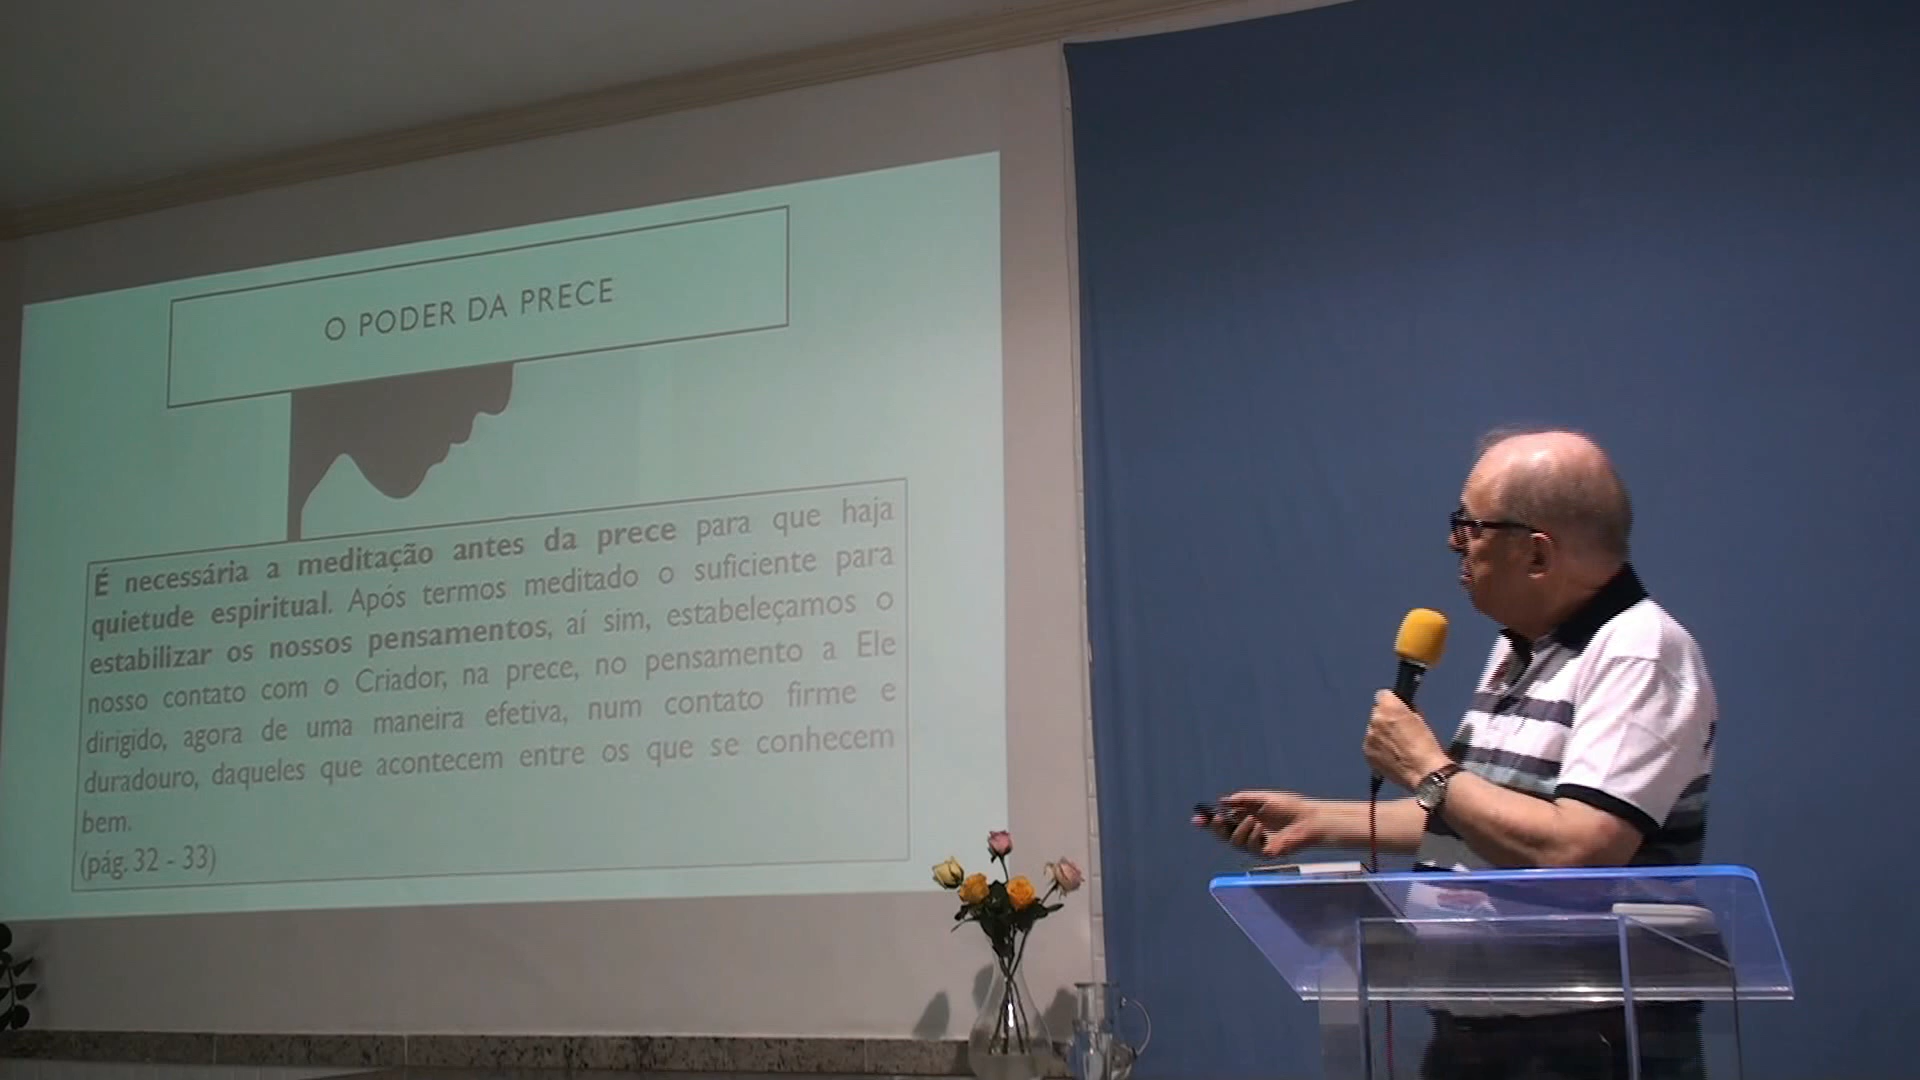 O PODER DA PRECE
É necessária a meditação antes da prece para que haja
quietude espiritual. Após termos meditado o suficiente para
estabilizar os nossos pensamentos, aí sim, estabeleçamos o
nosso contato com o Criador, na prece, no pensamento a Ele
dirigido, agora de uma maneira efetiva, num contato firme e
duradouro, daqueles que acontecem entre os que se conhecem
bem.
(pág. 32 - 33)